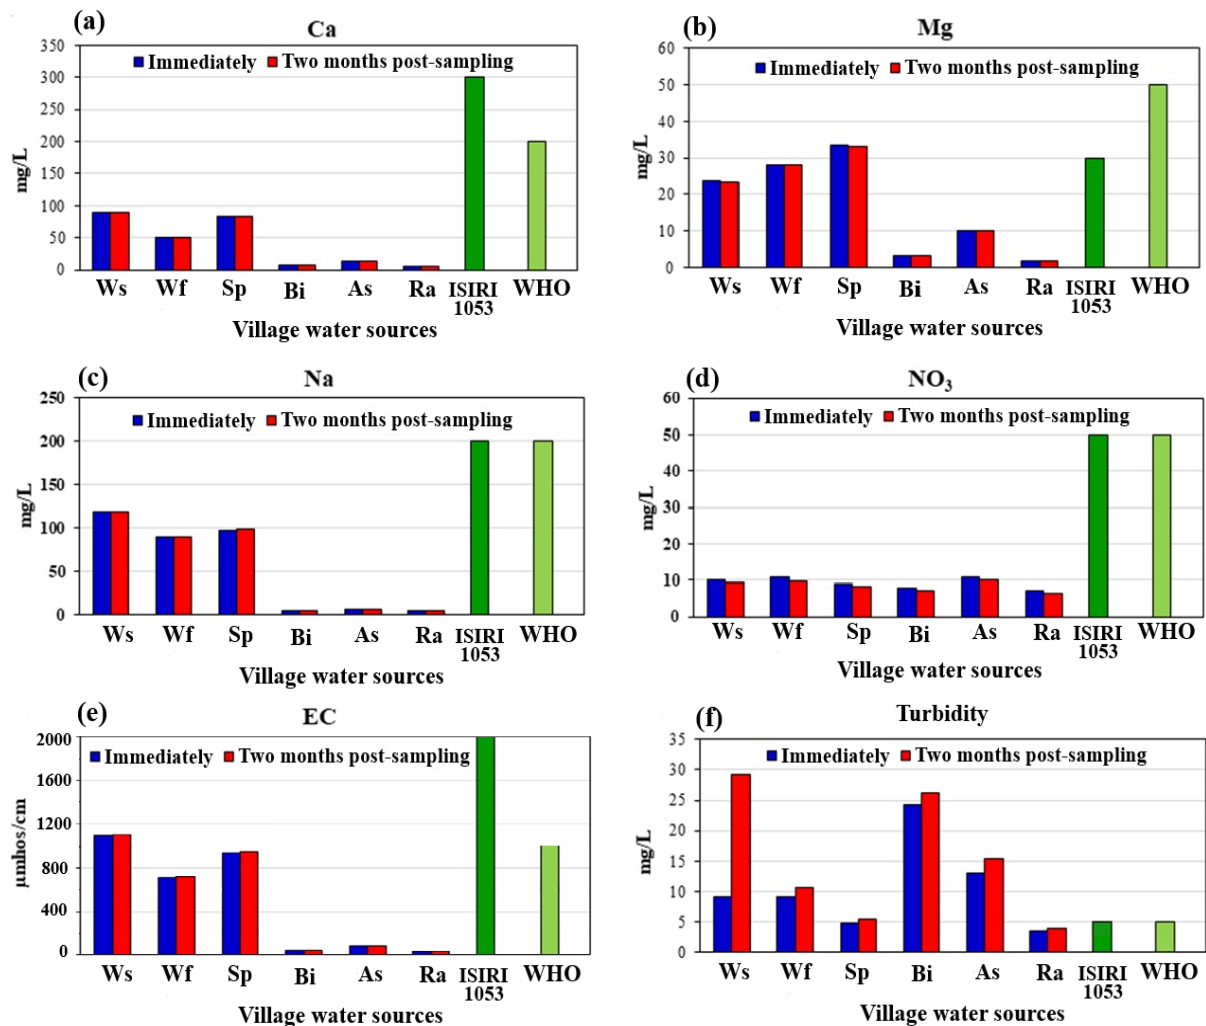 (a)
Ca
350
300
250
200
150
100
50
0
mg/L
Immediately Two months post-sampling
Ws Wf Sp Bi As Ra ISIRI 1053 WHO
Village water sources
(b)
Mg
60
50
40
30
20
10
0
mg/L
Immediately Two months post-sampling
Ws Wf Sp Bi As Ra ISIRI 1053 WHO
Village water sources
(c)
Na
250
200
150
100
50
0
mg/L
Immediately Two months post-sampling
Ws Wf Sp Bi As Ra ISIRI 1053 WHO
Village water sources
(d)
NO₃
60
50
40
30
20
10
0
mg/L
Immediately Two months post-sampling
Ws Wf Sp Bi As Ra ISIRI 1053 WHO
Village water sources
(e)
EC
2000
1600
1200
800
400
0
µmhos/cm
Immediately Two months post-sampling
Ws Wf Sp Bi As Ra ISIRI 1053 WHO
Village water sources
(f)
Turbidity
35
30
25
20
15
10
5
0
mg/L
Immediately Two months post-sampling
Ws Wf Sp Bi As Ra ISIRI 1053 WHO
Village water sources